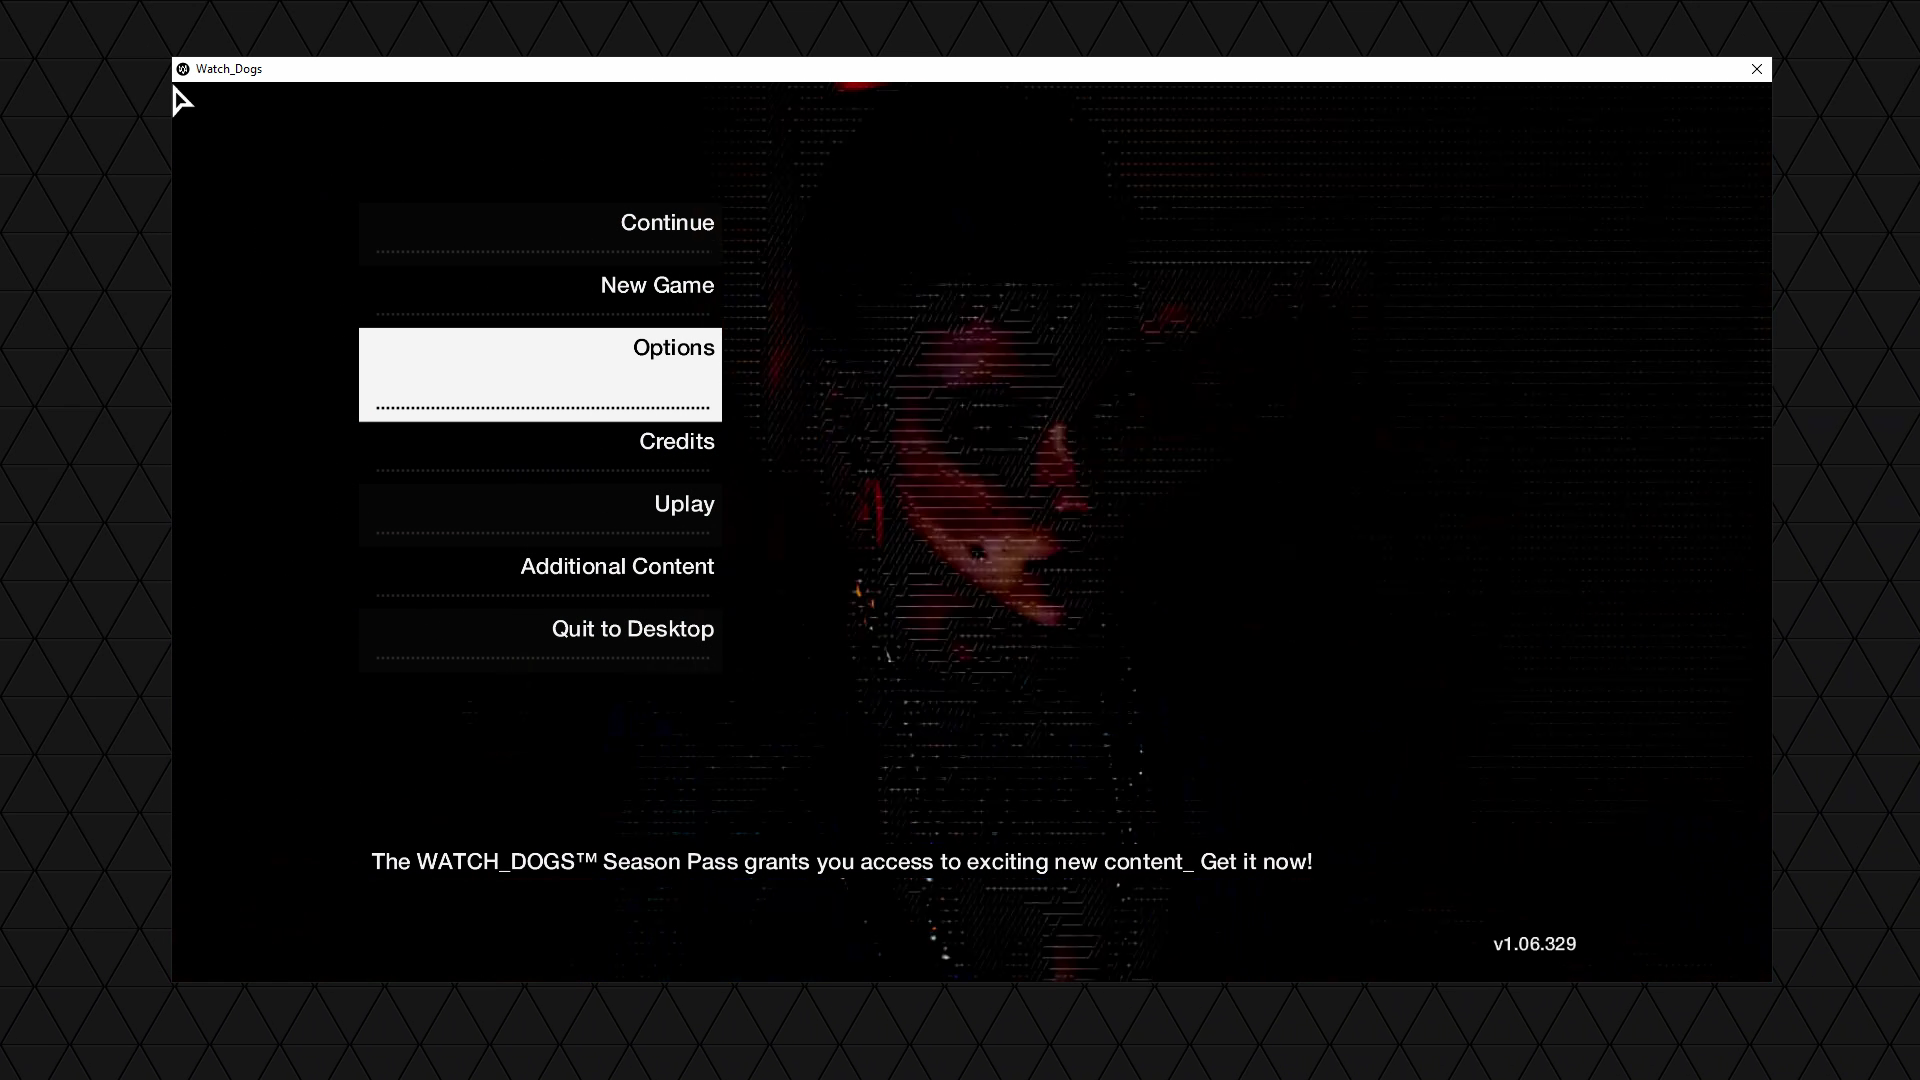 Watch_Dogs
Continue
New Game
Options
Credits
Uplay
Additional Content
Quit to Desktop
The WATCH_DOGS™ Season Pass grants you access to exciting new content_ Get it now!
v1.06.329